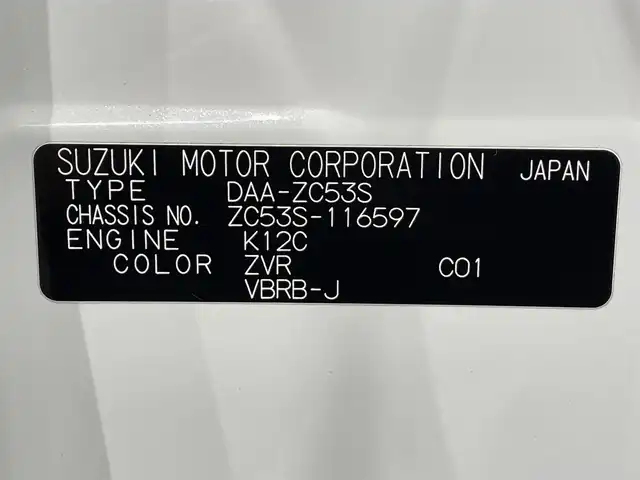 SUZUKI MOTOR CORPORATION JAPAN
TYPE DAA-ZC53S
CHASSIS NO. ZC53S-116597
ENGINE K12C
COLOR ZVR C01
VBRB-J